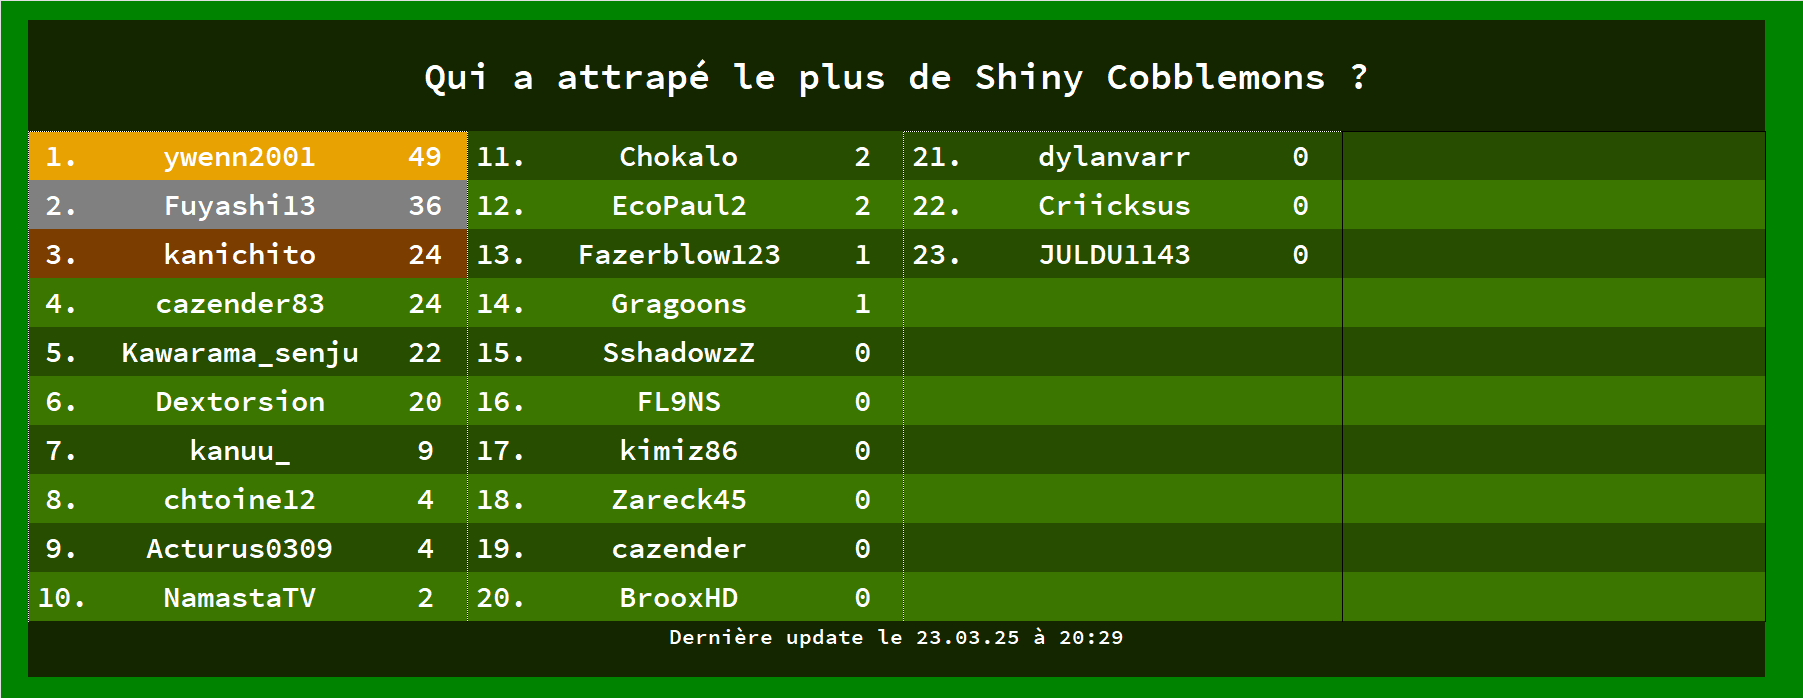 Qui a attrapé le plus de Shiny Cobblemons ?
1. ywenn2001 49
2. Fuyashi13 36
3. kanichito 24
4. cazender83 24
5. Kawarama_senju 22
6. Dextorsion 20
7. kanuu_ 9
8. chtoine12 4
9. Acturus0309 4
10. NamastaTV 2
11. Chokalo 2
12. EcoPaul2 2
13. Fazerblow123 1
14. Gragoons 1
15. SshadowzZ 0
16. FL9NS 0
17. kimiz86 0
18. Zareck45 0
19. cazender 0
20. BrooxHD 0
21. dylanvarr 0
22. Criicksus 0
23. JULDU1143 0
Dernière update le 23.03.25 à 20:29